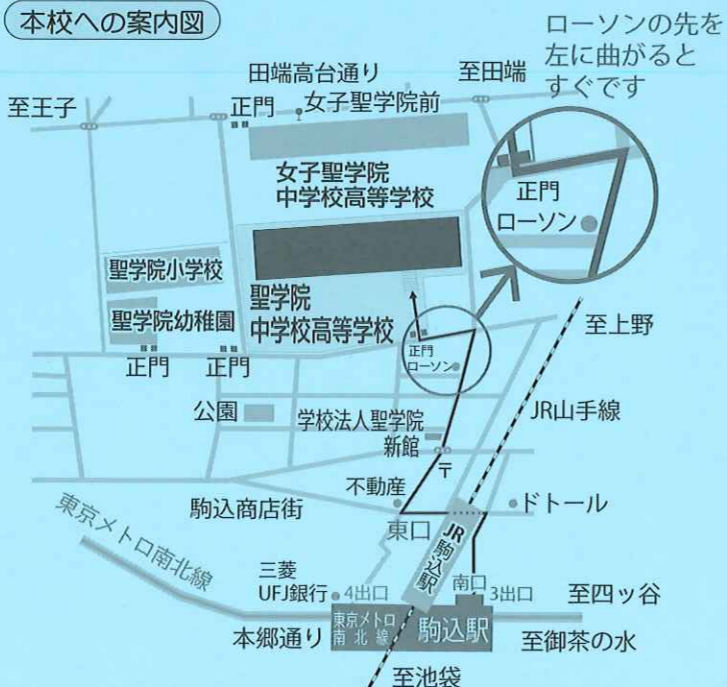 本校への案内図
ローソンの先を
左に曲がると
すぐです
田端高台通り
至田端
至王子
正門
女子聖学院前
女子聖学院
中学校高等学校
正門
ローソン
聖学院小学校
聖学院
中学校高等学校
聖学院幼稚園
至上野
正門
正門
正門
ローソン
公園
学校法人聖学院
新館
JR山手線
〒
不動産
駒込商店街
ドトール
東口
JR駒込駅
東京メトロ南北線
三菱
UFJ銀行
4出口
南口
3出口
至四ッ谷
本郷通り
東京メトロ
南北線
駒込駅
至御茶の水
至池袋